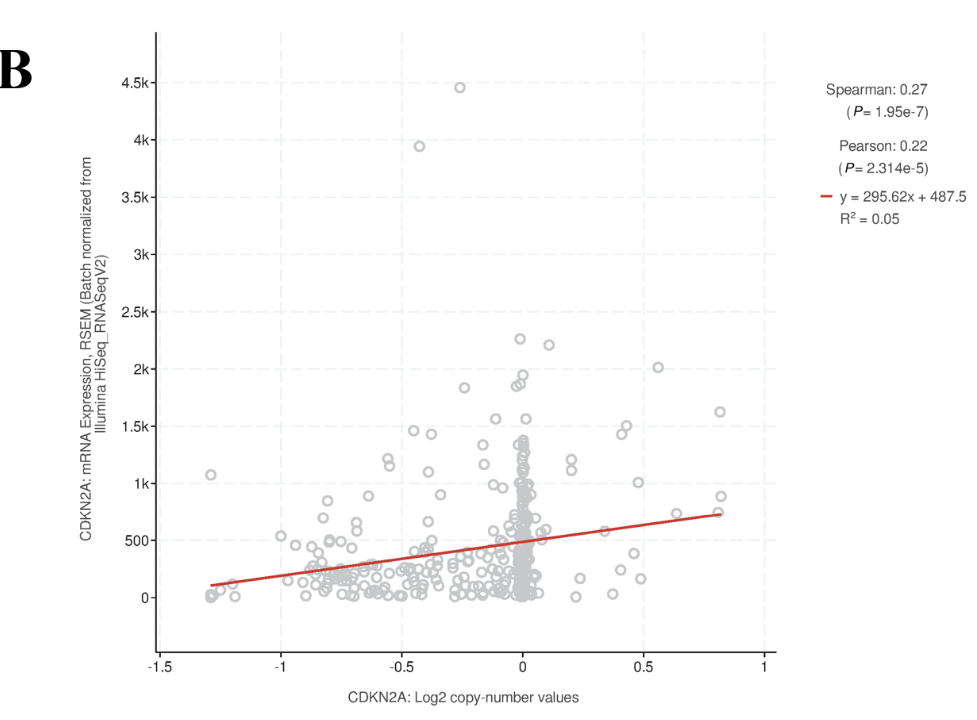 B
4.5k
4k
3.5k
3k
2.5k
2k
1.5k
1k
500
0
-1.5
-1
-0.5
0
0.5
1
CDKN2A: Log2 copy-number values
CDKN2A: mRNA Expression, RSEM (Batch normalized from
Illumina HiSeq_RNASeqV2)
Spearman: 0.27
(P= 1.95e-7)
Pearson: 0.22
(P= 2.314e-5)
y = 295.62x + 487.5
R² = 0.05